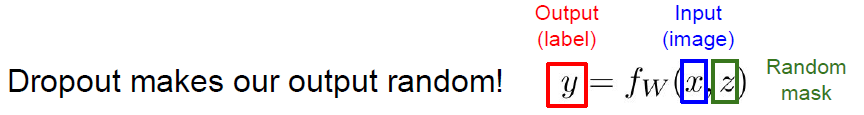 Output
(label)
Input
(image)
Dropout makes our output random!
y = f_W(x, z)
Random
mask